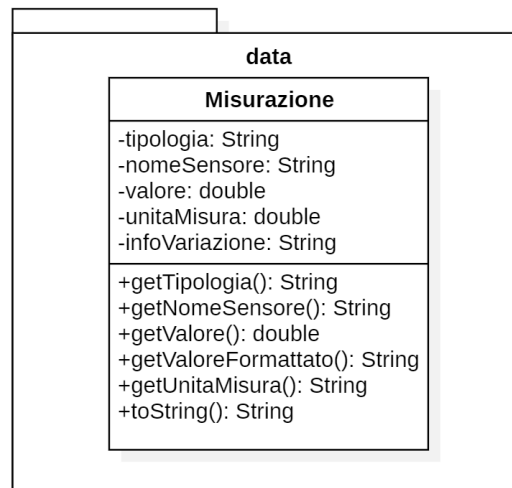 data
Misurazione
-tipologia: String
-nomeSensore: String
-valore: double
-unitaMisura: double
-infoVariazione: String
+getTipologia(): String
+getNomeSensore(): String
+getValore(): double
+getValoreFormattato(): String
+getUnitaMisura(): String
+toString(): String